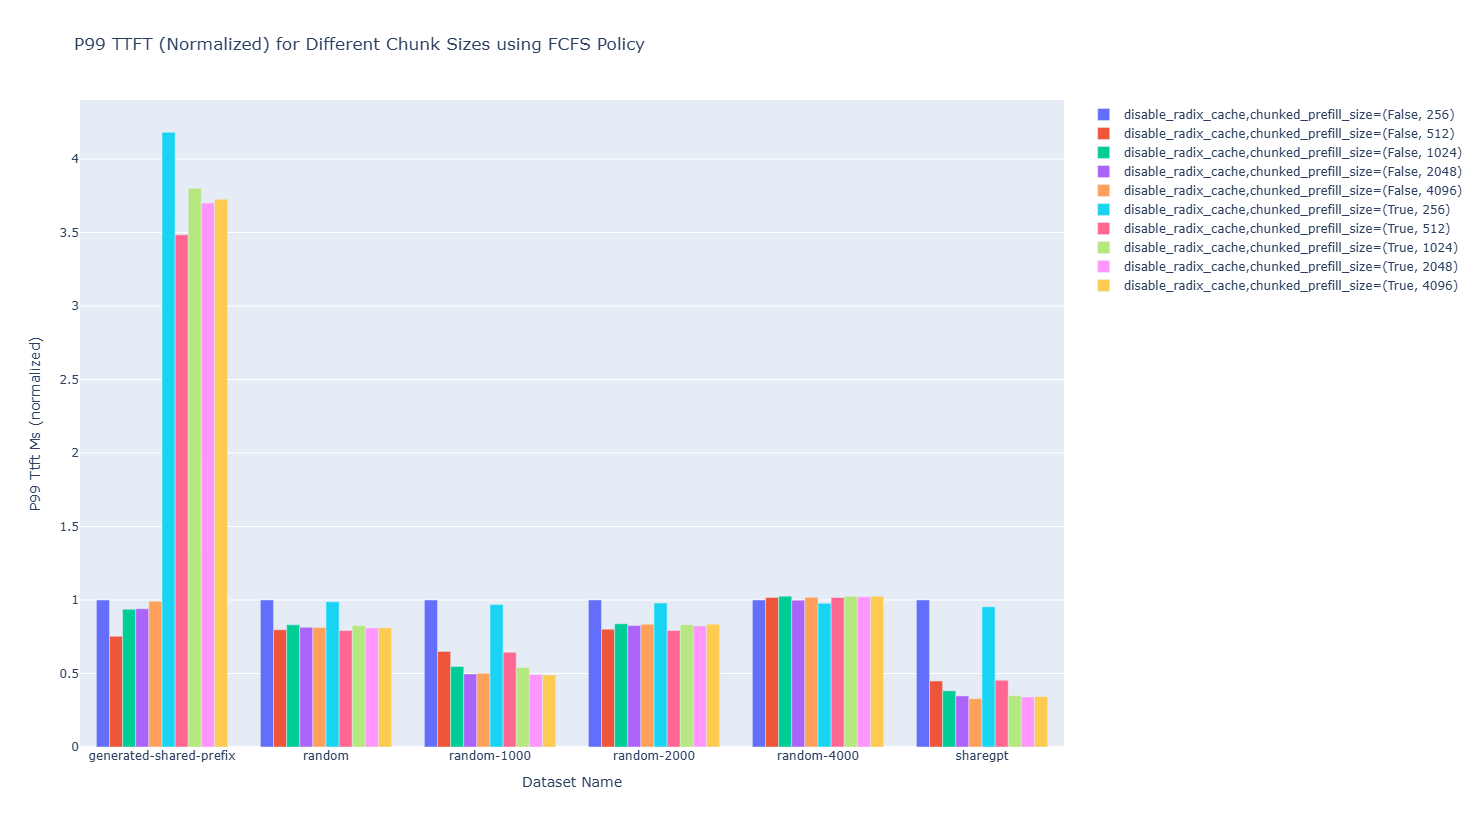 P99 TTFT (Normalized) for Different Chunk Sizes using FCFS Policy
disable_radix_cache,chunked_prefill_size=(False, 256)
disable_radix_cache,chunked_prefill_size=(False, 512)
disable_radix_cache,chunked_prefill_size=(False, 1024)
disable_radix_cache,chunked_prefill_size=(False, 2048)
disable_radix_cache,chunked_prefill_size=(False, 4096)
disable_radix_cache,chunked_prefill_size=(True, 256)
disable_radix_cache,chunked_prefill_size=(True, 512)
disable_radix_cache,chunked_prefill_size=(True, 1024)
disable_radix_cache,chunked_prefill_size=(True, 2048)
disable_radix_cache,chunked_prefill_size=(True, 4096)
P99 Ttft Ms (normalized)
4
3.5
3
2.5
2
1.5
1
0.5
0
generated-shared-prefix
random
random-1000
random-2000
random-4000
sharegpt
Dataset Name